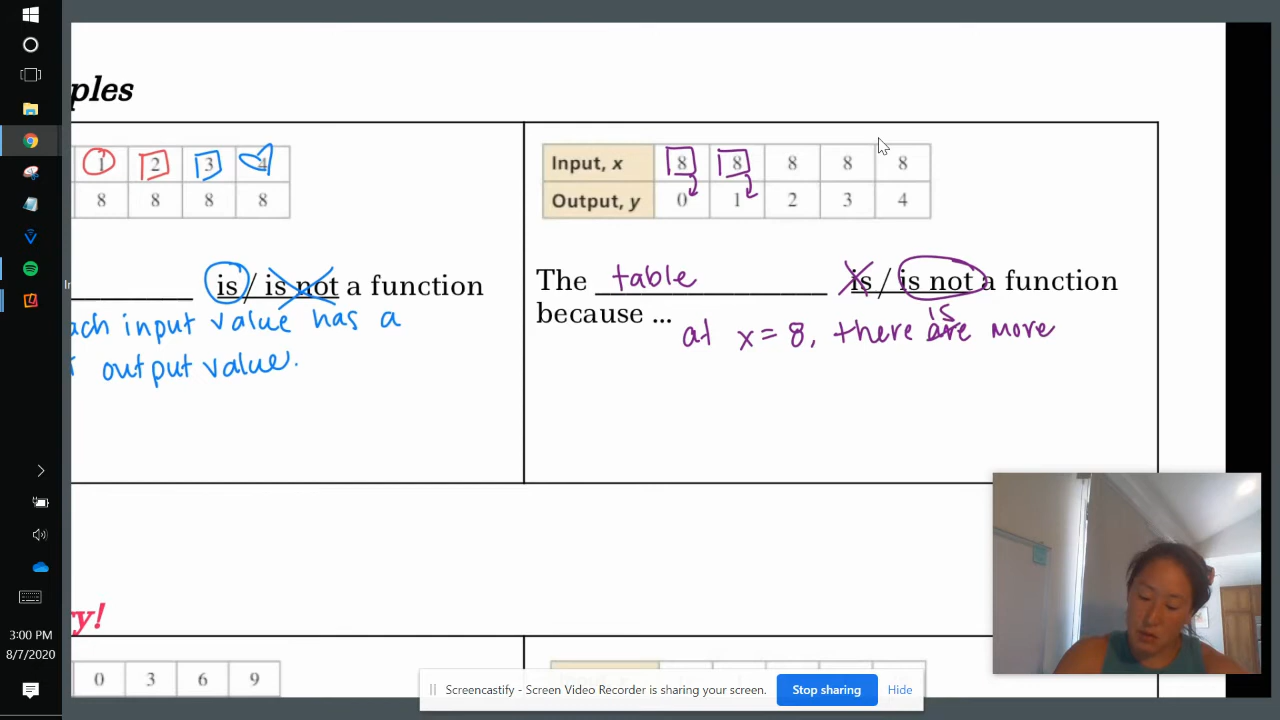 ples
1 2 3 4
8 8 8 8
is / is not a function
ach input value has a
output value.
Input, x 8 8 8 8 8
Output, y 0 1 2 3 4
The table is / is not a function
because ...
is
at x = 8, there are more
ry!
0 3 6 9
3:00 PM
8/7/2020
Screencastify - Screen Video Recorder is sharing your screen. Stop sharing Hide